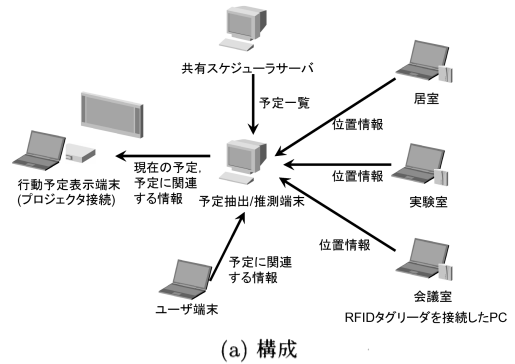 共有スケジューラサーバ
予定一覧
居室
位置情報
現在の予定,
予定に関連
する情報
行動予定表示端末
(プロジェクタ接続)
予定抽出/推測端末
位置情報
実験室
位置情報
予定に関連
する情報
ユーザ端末
会議室
RFIDタグリーダを接続したPC
(a) 構成